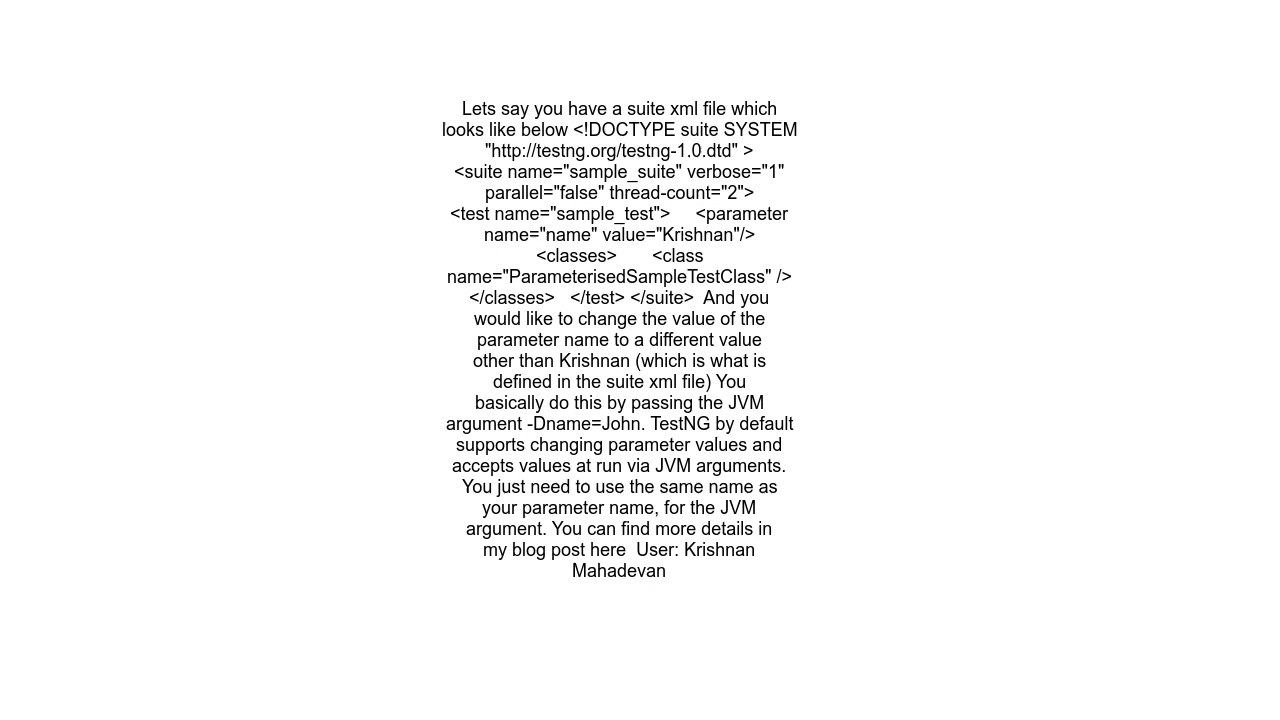 Lets say you have a suite xml file which
looks like below <!DOCTYPE suite SYSTEM
"http://testng.org/testng-1.0.dtd" >
<suite name="sample_suite" verbose="1"
parallel="false" thread-count="2">
<test name="sample_test">     <parameter
name="name" value="Krishnan"/>
<classes>       <class
name="ParameterisedSampleTestClass" />
</classes>   </test> </suite>  And you
would like to change the value of the
parameter name to a different value
other than Krishnan (which is what is
defined in the suite xml file) You
basically do this by passing the JVM
argument -Dname=John. TestNG by default
supports changing parameter values and
accepts values at run via JVM arguments.
You just need to use the same name as
your parameter name, for the JVM
argument. You can find more details in
my blog post here  User: Krishnan
Mahadevan